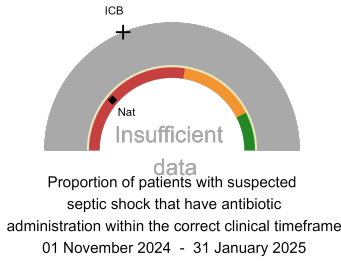 ICB
Nat
Insufficient
data
Proportion of patients with suspected
septic shock that have antibiotic
administration within the correct clinical timeframe
01 November 2024 - 31 January 2025